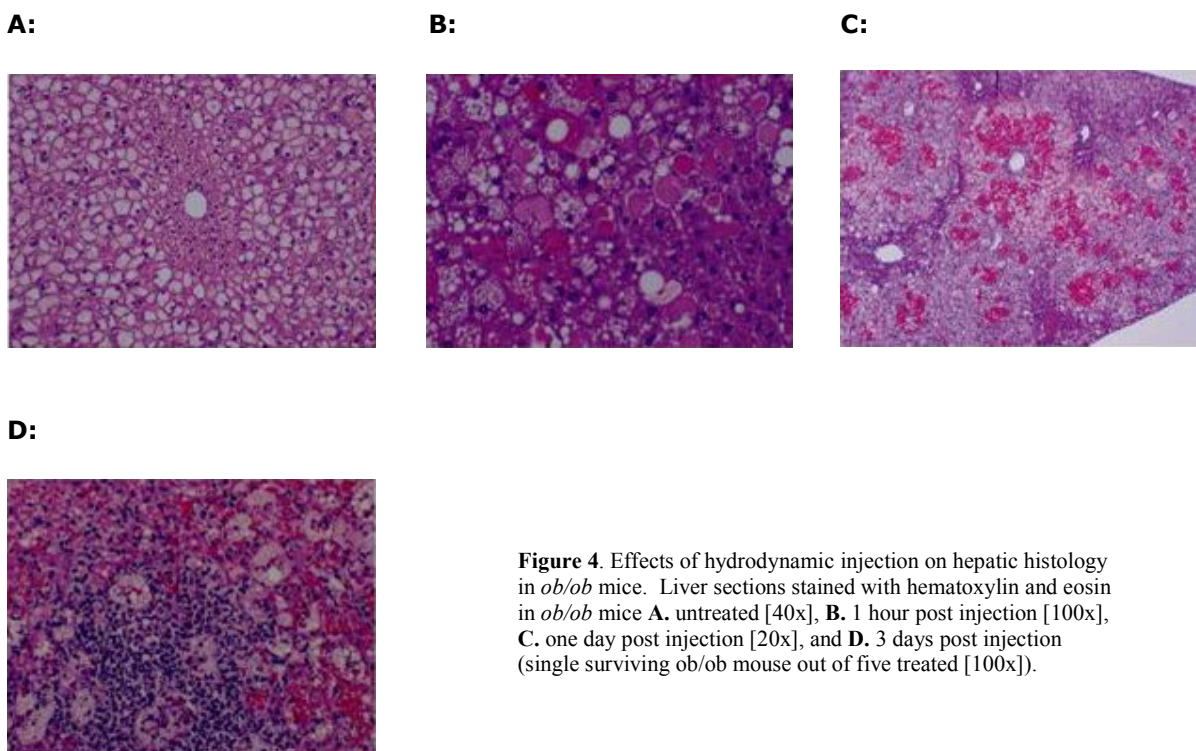 A:
B:
C:
D:
Figure 4. Effects of hydrodynamic injection on hepatic histology
in ob/ob mice. Liver sections stained with hematoxylin and eosin
in ob/ob mice A. untreated [40x], B. 1 hour post injection [100x],
C. one day post injection [20x], and D. 3 days post injection
(single surviving ob/ob mouse out of five treated [100x]).